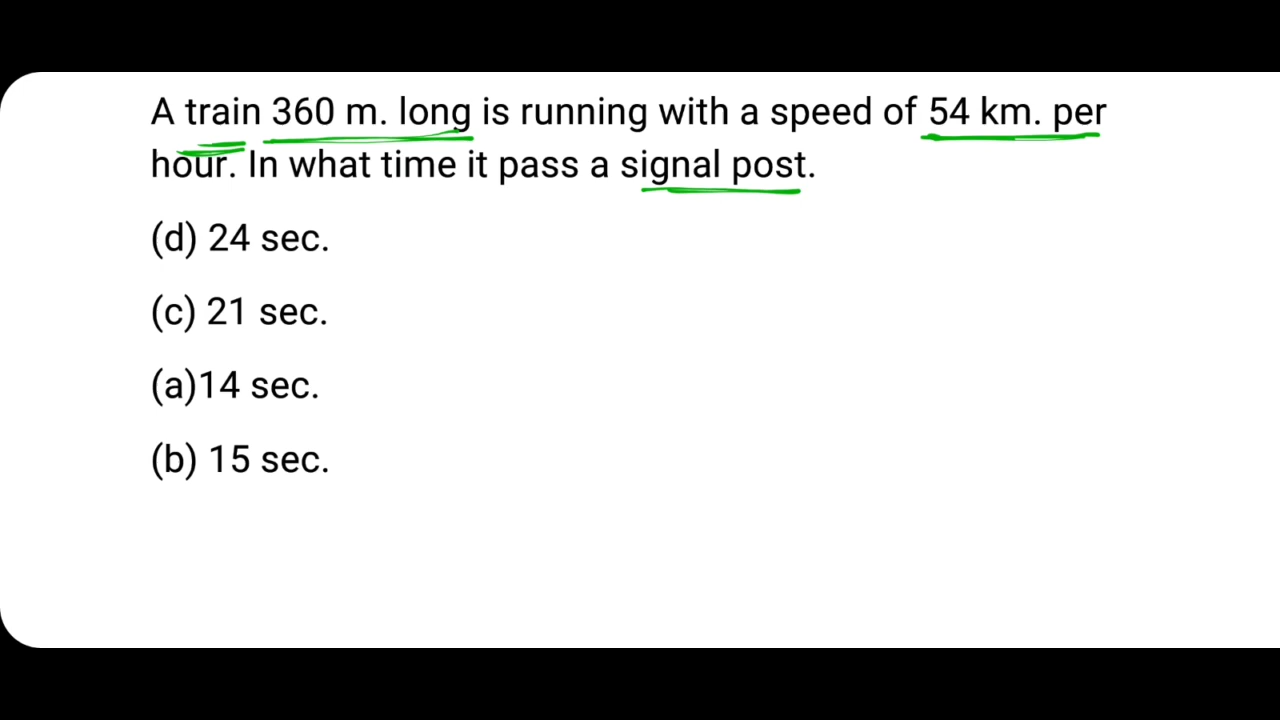 A train 360 m. long is running with a speed of 54 km. per
hour. In what time it pass a signal post.
(d) 24 sec.
(c) 21 sec.
(a)14 sec.
(b) 15 sec.